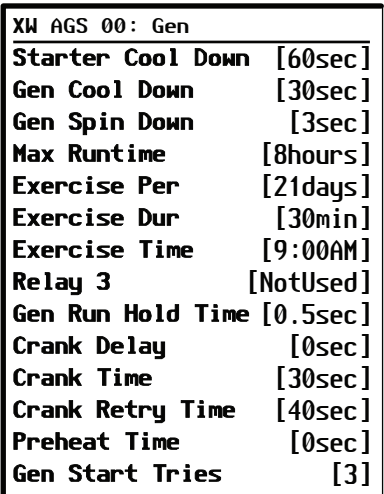 XW AGS 00: Gen
Starter Cool Down [60sec]
Gen Cool Down [30sec]
Gen Spin Down [3sec]
Max Runtime [8hours]
Exercise Per [21days]
Exercise Dur [30min]
Exercise Time [9:00AM]
Relay 3 [NotUsed]
Gen Run Hold Time [0.5sec]
Crank Delay [0sec]
Crank Time [30sec]
Crank Retry Time [40sec]
Preheat Time [0sec]
Gen Start Tries [3]